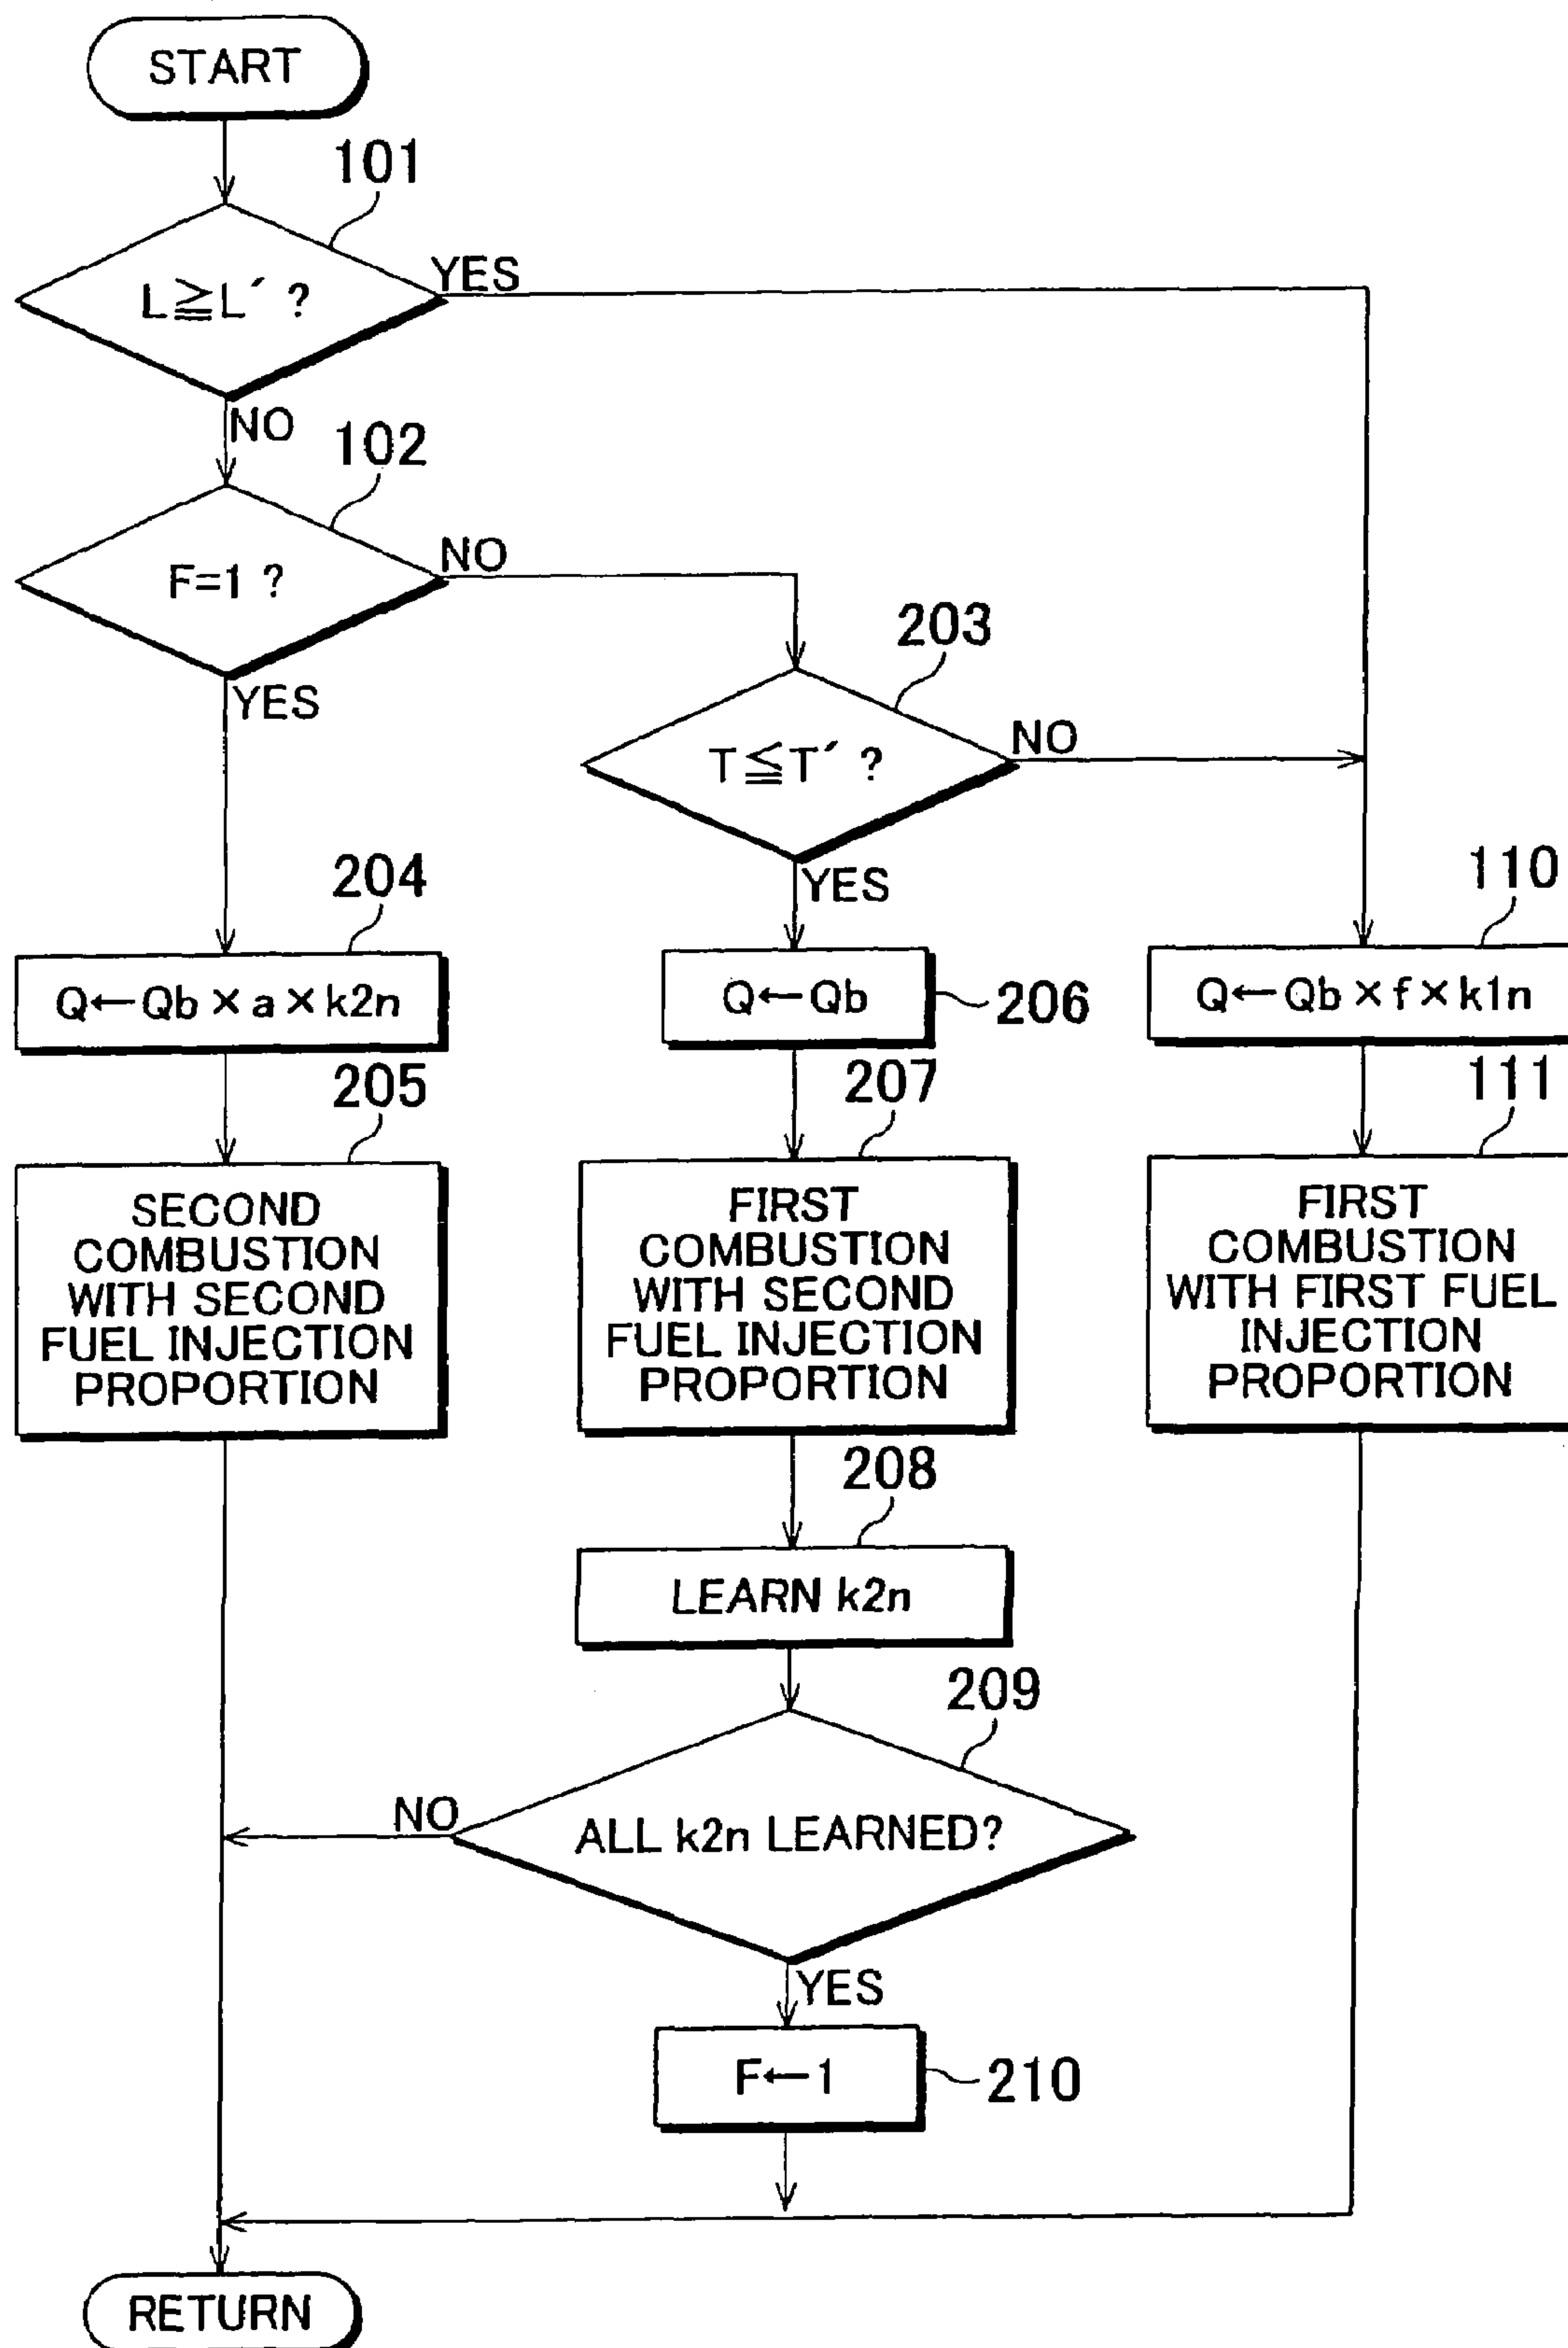 START
101
L≧L´ ?
YES
NO
102
F=1 ?
NO
YES
203
T≦T´ ?
NO
YES
204
Q←Qb×a×k2n
Q←Qb
206
110
Q←Qb×f×k1n
205
SECOND
COMBUSTION
WITH SECOND
FUEL INJECTION
PROPORTION
207
FIRST
COMBUSTION
WITH SECOND
FUEL INJECTION
PROPORTION
111
FIRST
COMBUSTION
WITH FIRST FUEL
INJECTION
PROPORTION
208
LEARN k2n
209
ALL k2n LEARNED?
NO
YES
F←1
210
RETURN